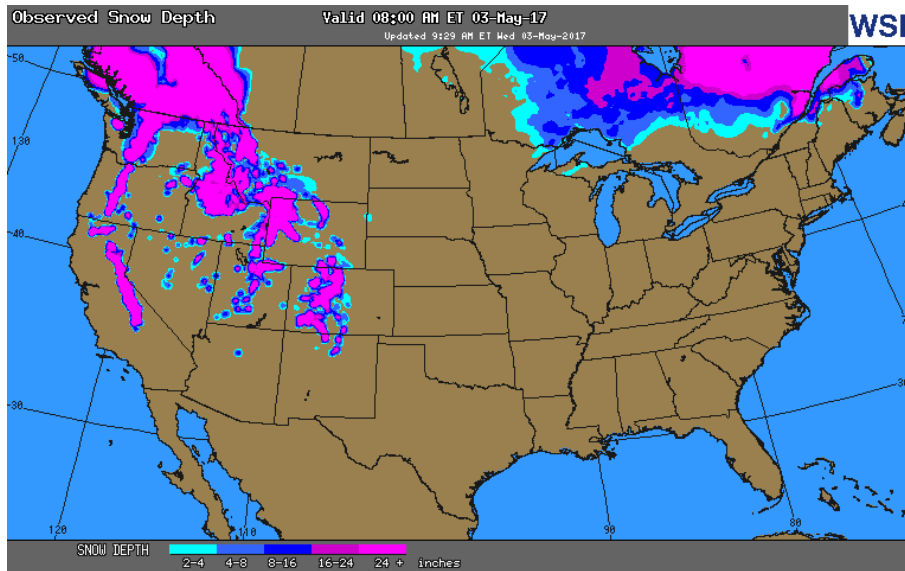 Observed Snow Depth
Valid 08:00 AM ET 03-May-17
WSI
Updated 9:29 AM ET Wed 03-May-2017
50
130
40
30
120
110
90
80
SNOW DEPTH
2-4 4-8 8-16 16-24 24 + inches